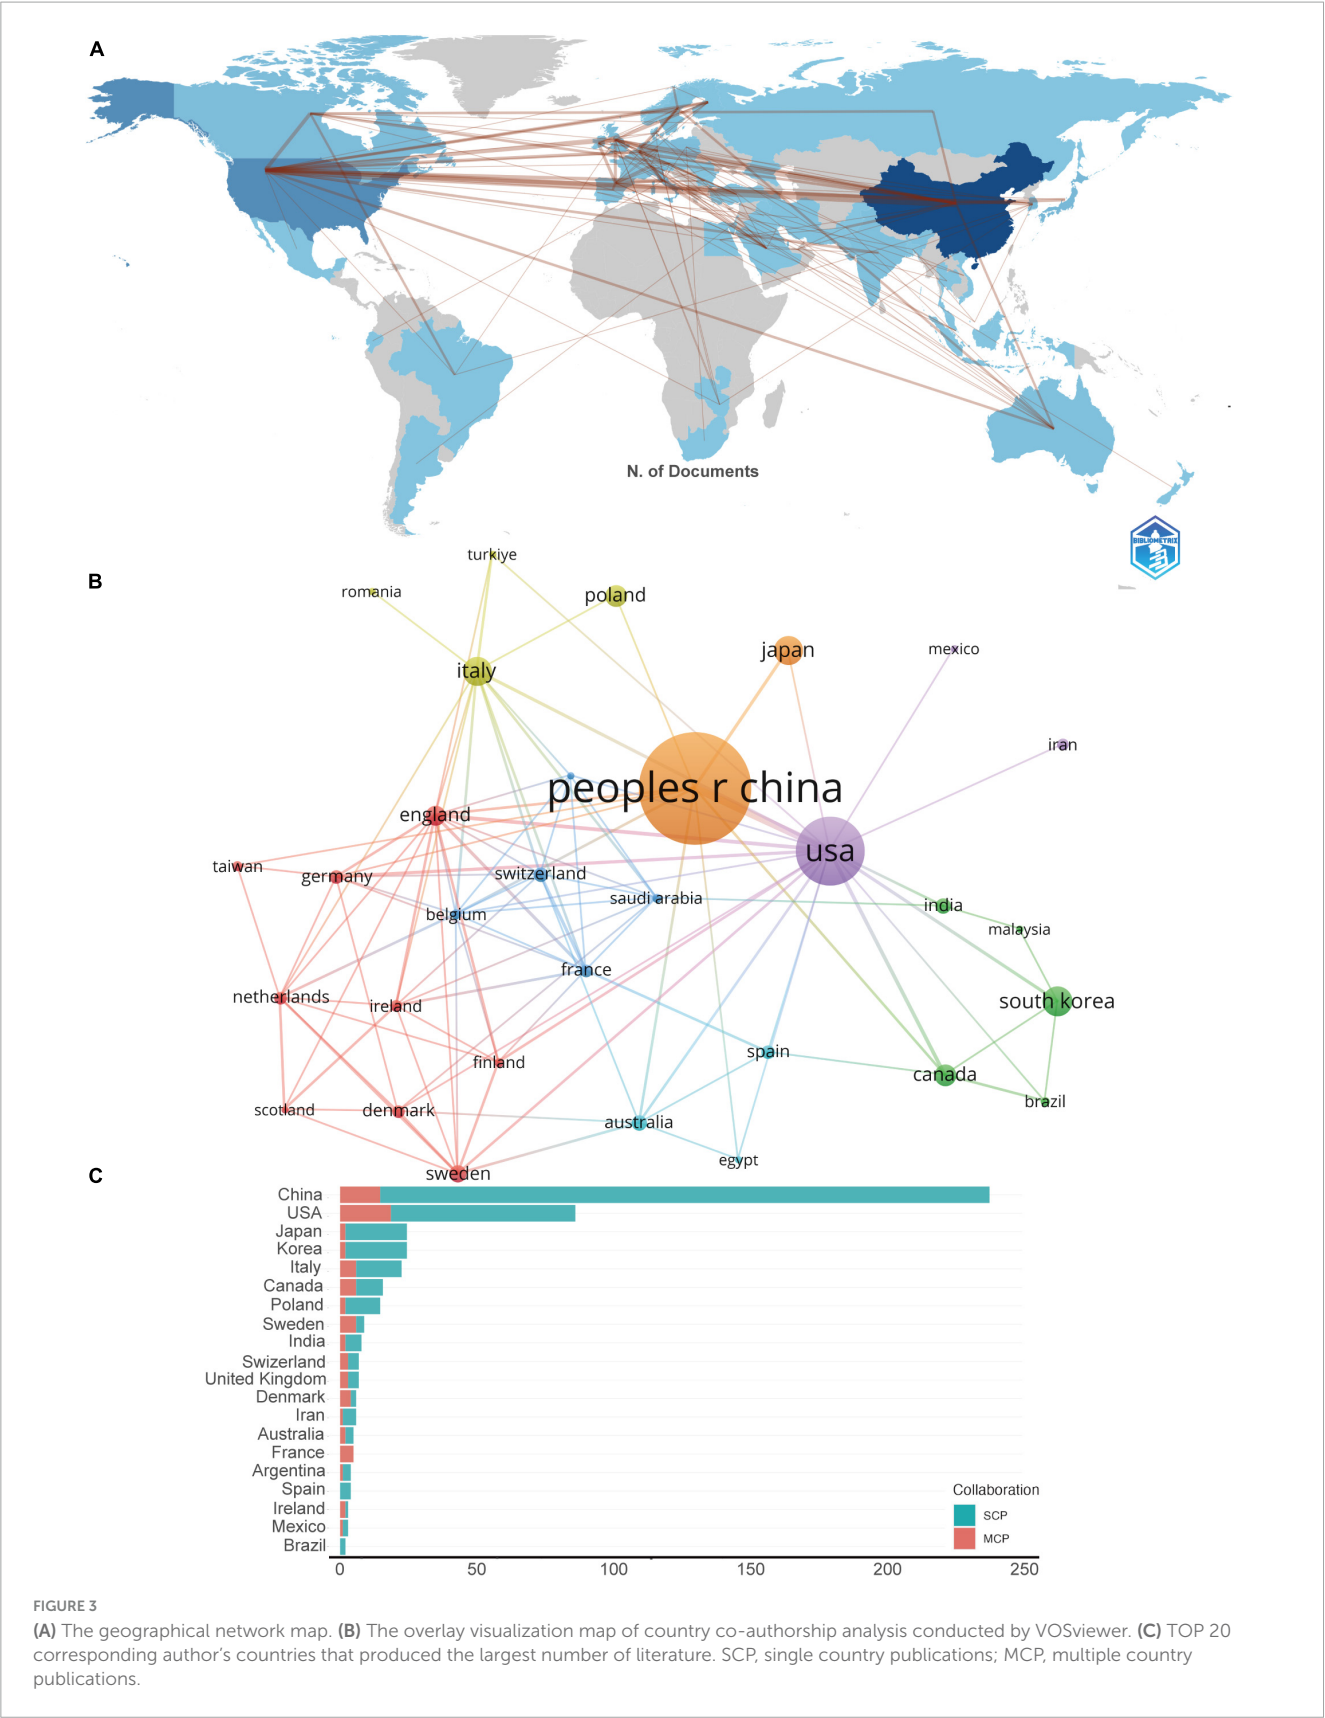 A
N. of Documents
BIBLIOMETRIX
B
turkiye
romania
poland
japan
mexico
italy
iran
peoples r china
england
usa
taiwan
germany
switzerland
saudi arabia
india
belgium
malaysia
france
netherlands
ireland
south korea
spain
finland
canada
brazil
scotland
denmark
australia
egypt
sweden
C
China
USA
Japan
Korea
Italy
Canada
Poland
Sweden
India
Swizerland
United Kingdom
Denmark
Iran
Australia
France
Argentina
Spain
Ireland
Mexico
Brazil
Collaboration
SCP
MCP
0 50 100 150 200 250
FIGURE 3
(A) The geographical network map. (B) The overlay visualization map of country co-authorship analysis conducted by VOSviewer. (C) TOP 20
corresponding author’s countries that produced the largest number of literature. SCP, single country publications; MCP, multiple country
publications.